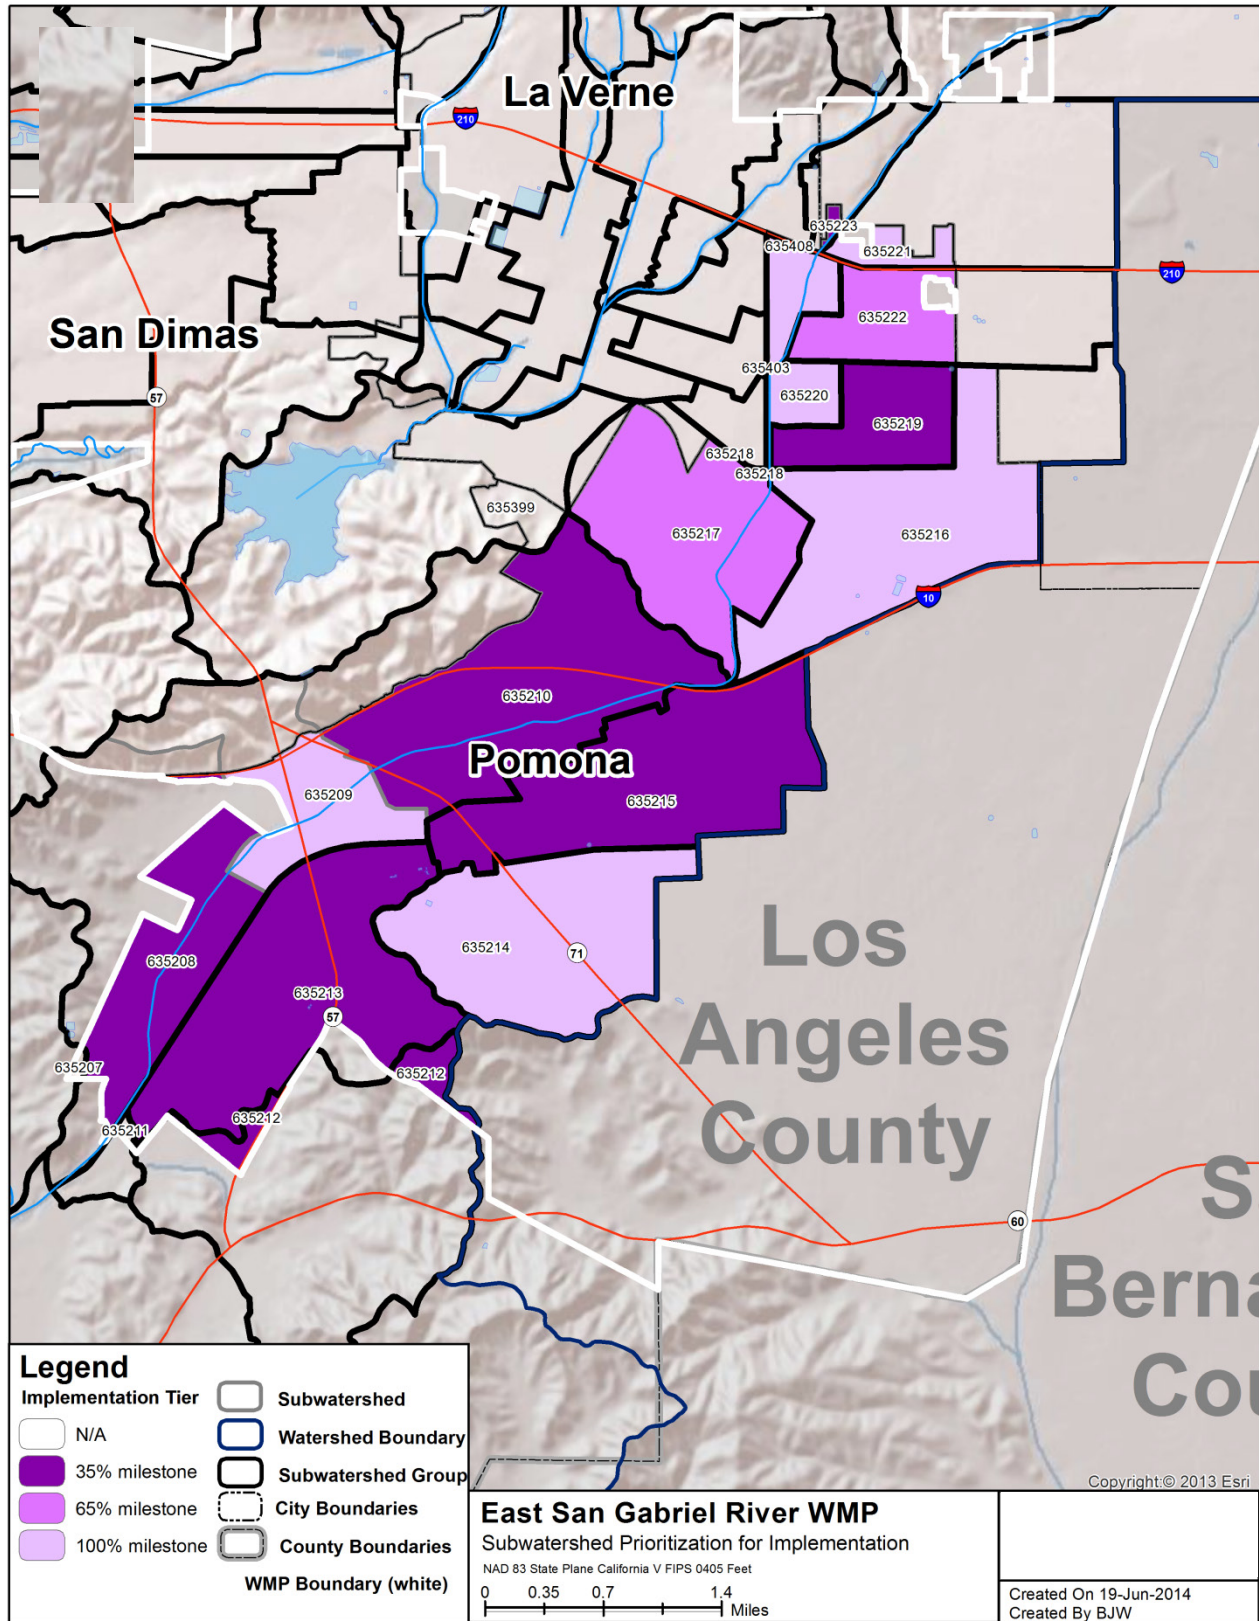 La Verne
210
635223
635408
635221
210
San Dimas
635222
635403
57
635220
635219
635218
635218
635399
635217
635216
10
635210
Pomona
635209
635215
Los
Angeles
County
635214
71
635208
635213
57
635207
635212
635212
635211
60
S
Berna
Cou
Legend
Implementation Tier
N/A
35% milestone
65% milestone
100% milestone
Subwatershed
Watershed Boundary
Subwatershed Group
City Boundaries
County Boundaries
WMP Boundary (white)
Copyright:© 2013 Esri
East San Gabriel River WMP
Subwatershed Prioritization for Implementation
NAD 83 State Plane California V FIPS 0405 Feet
0 0.35 0.7 1.4
Miles
Created On 19-Jun-2014
Created By BJW